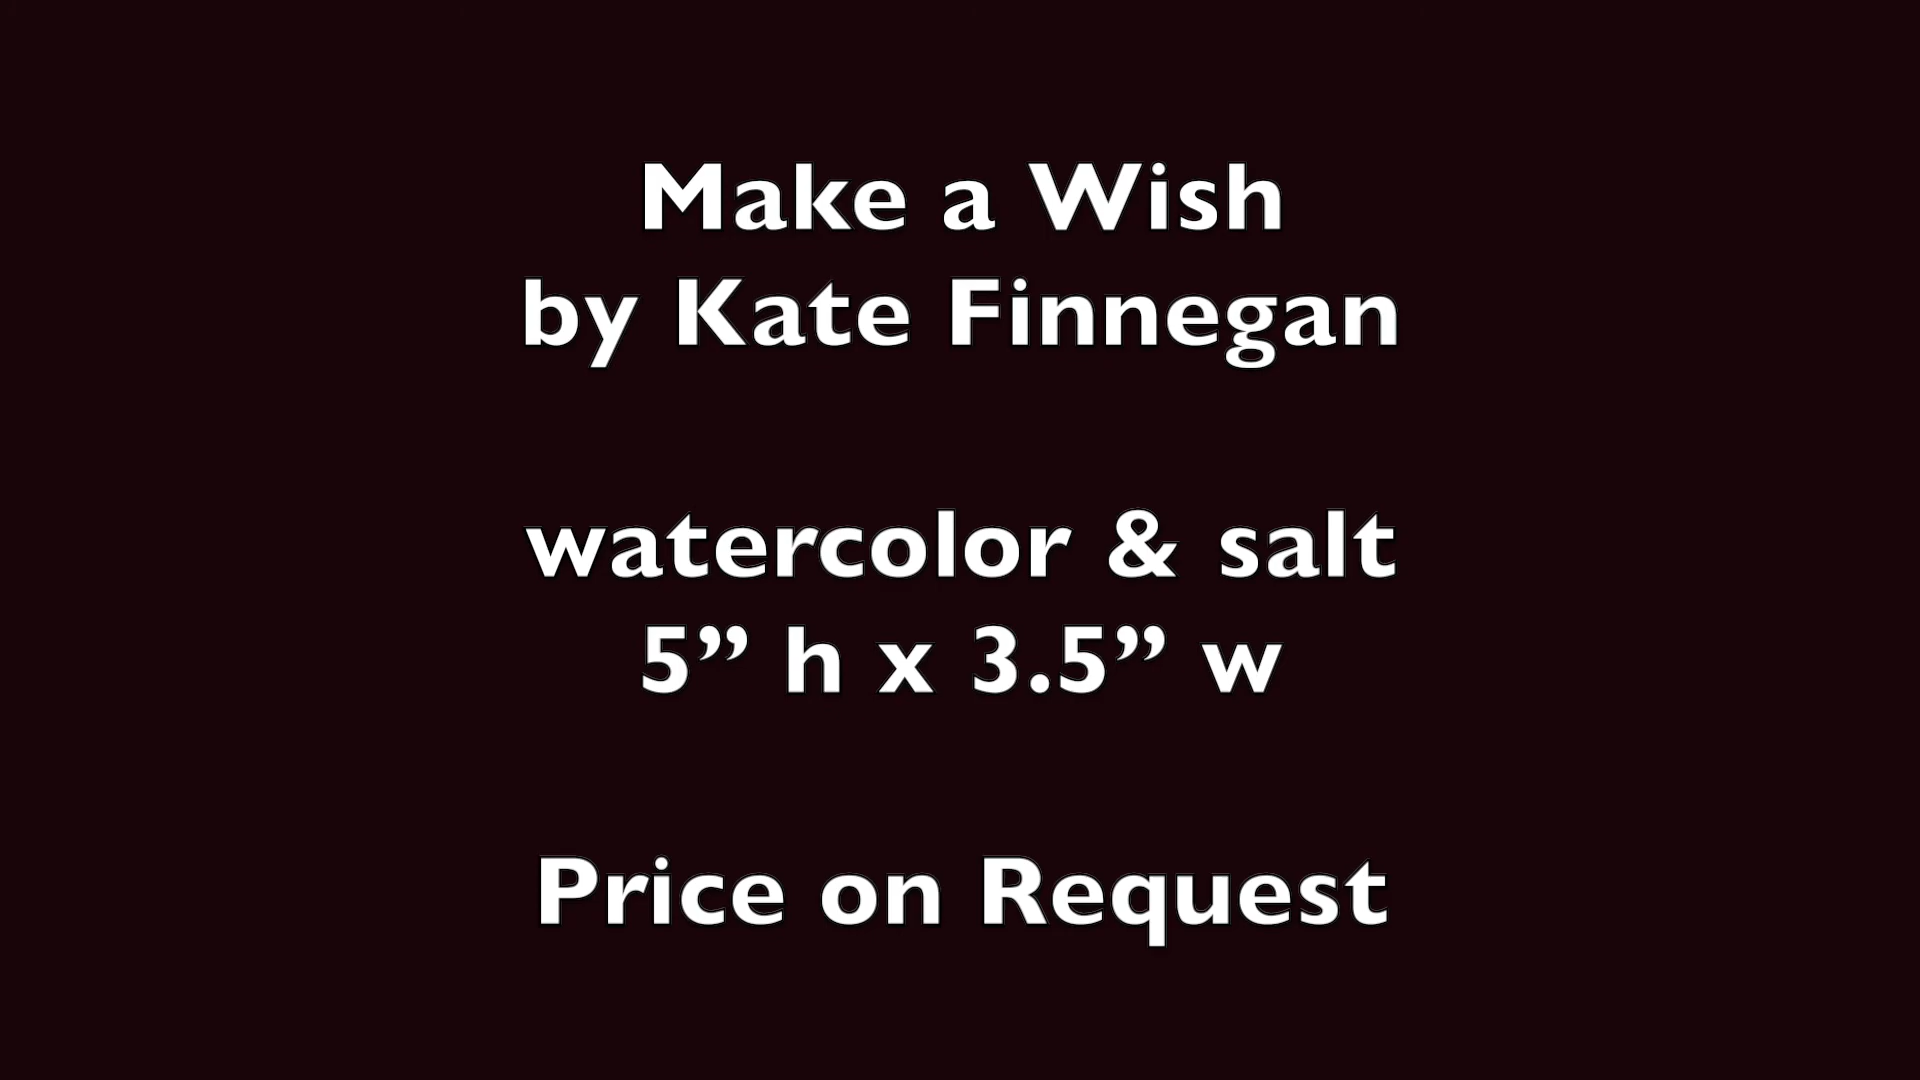 Make a Wish
by Kate Finnegan
watercolor & salt
5” h x 3.5” w
Price on Request